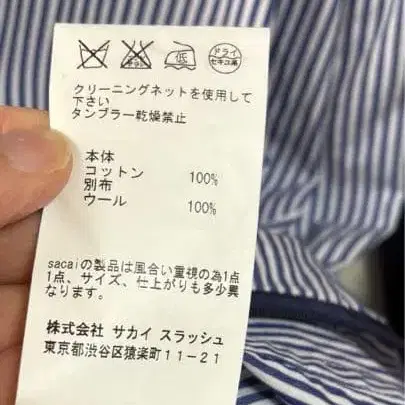 低 ドライ
セキユ系
クリーニングネットを使用して
下さい
タンブラー乾燥禁止
本体
コットン 100%
別布
ウール 100%
sacaiの製品は風合い重視の為1点
1点、サイズ、仕上がりも多少異
なります。
株式会社 サカイ スラッシュ
東京都渋谷区猿楽町11-21